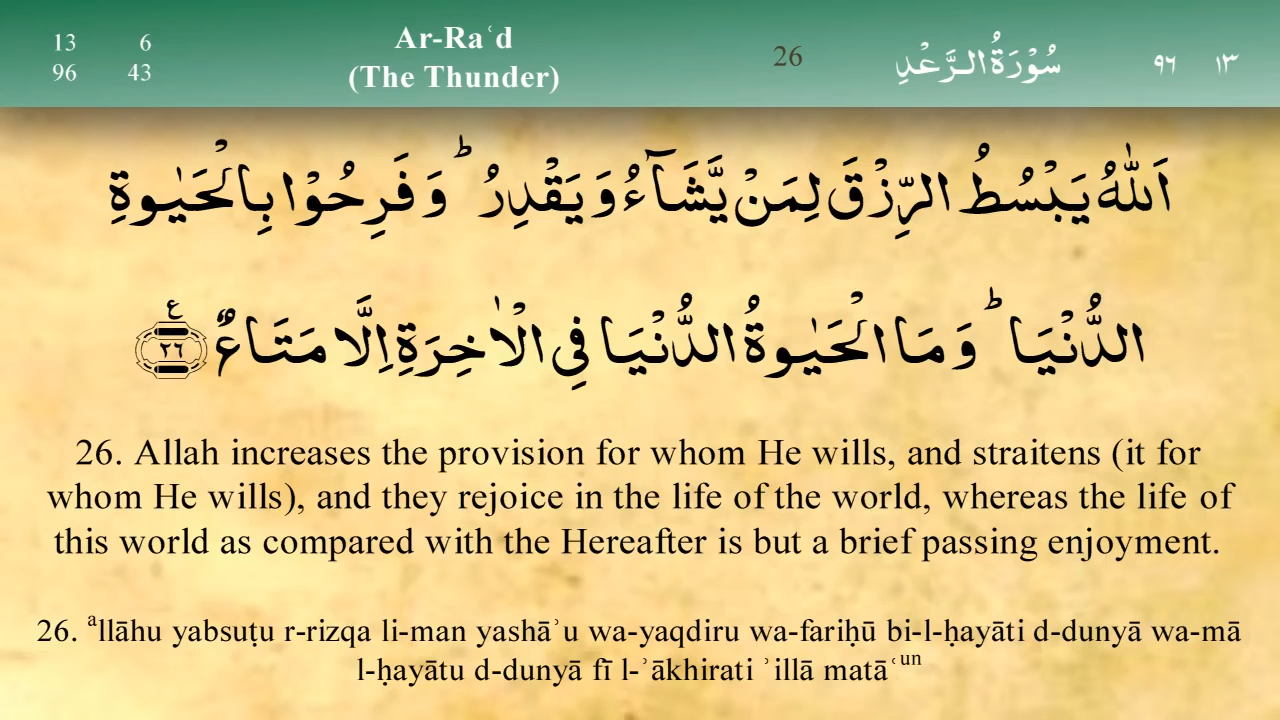 13 6
96 43
Ar-Raʿd
(The Thunder)
26
سُوْرَةُ الرَّعْدِ
٩٦ ١٣
اَللّٰهُ يَبْسُطُ الرِّزْقَ لِمَنْ يَّشَآءُ وَ يَقْدِرُ ؕ وَ فَرِحُوْا بِالْحَيٰوةِ
الدُّنْيَا ؕ وَ مَا الْحَيٰوةُ الدُّنْيَا فِي الْاٰخِرَةِ اِلَّا مَتَاعٌ ٢٦ ع
26. Allah increases the provision for whom He wills, and straitens (it for
whom He wills), and they rejoice in the life of the world, whereas the life of
this world as compared with the Hereafter is but a brief passing enjoyment.
26. ᵃllāhu yabsuṭu r-rizqa li-man yashāʾu wa-yaqdiru wa-fariḥū bi-l-ḥayāti d-dunyā wa-mā
l-ḥayātu d-dunyā fī l-ʾākhirati ʾillā matāʿᵘⁿ